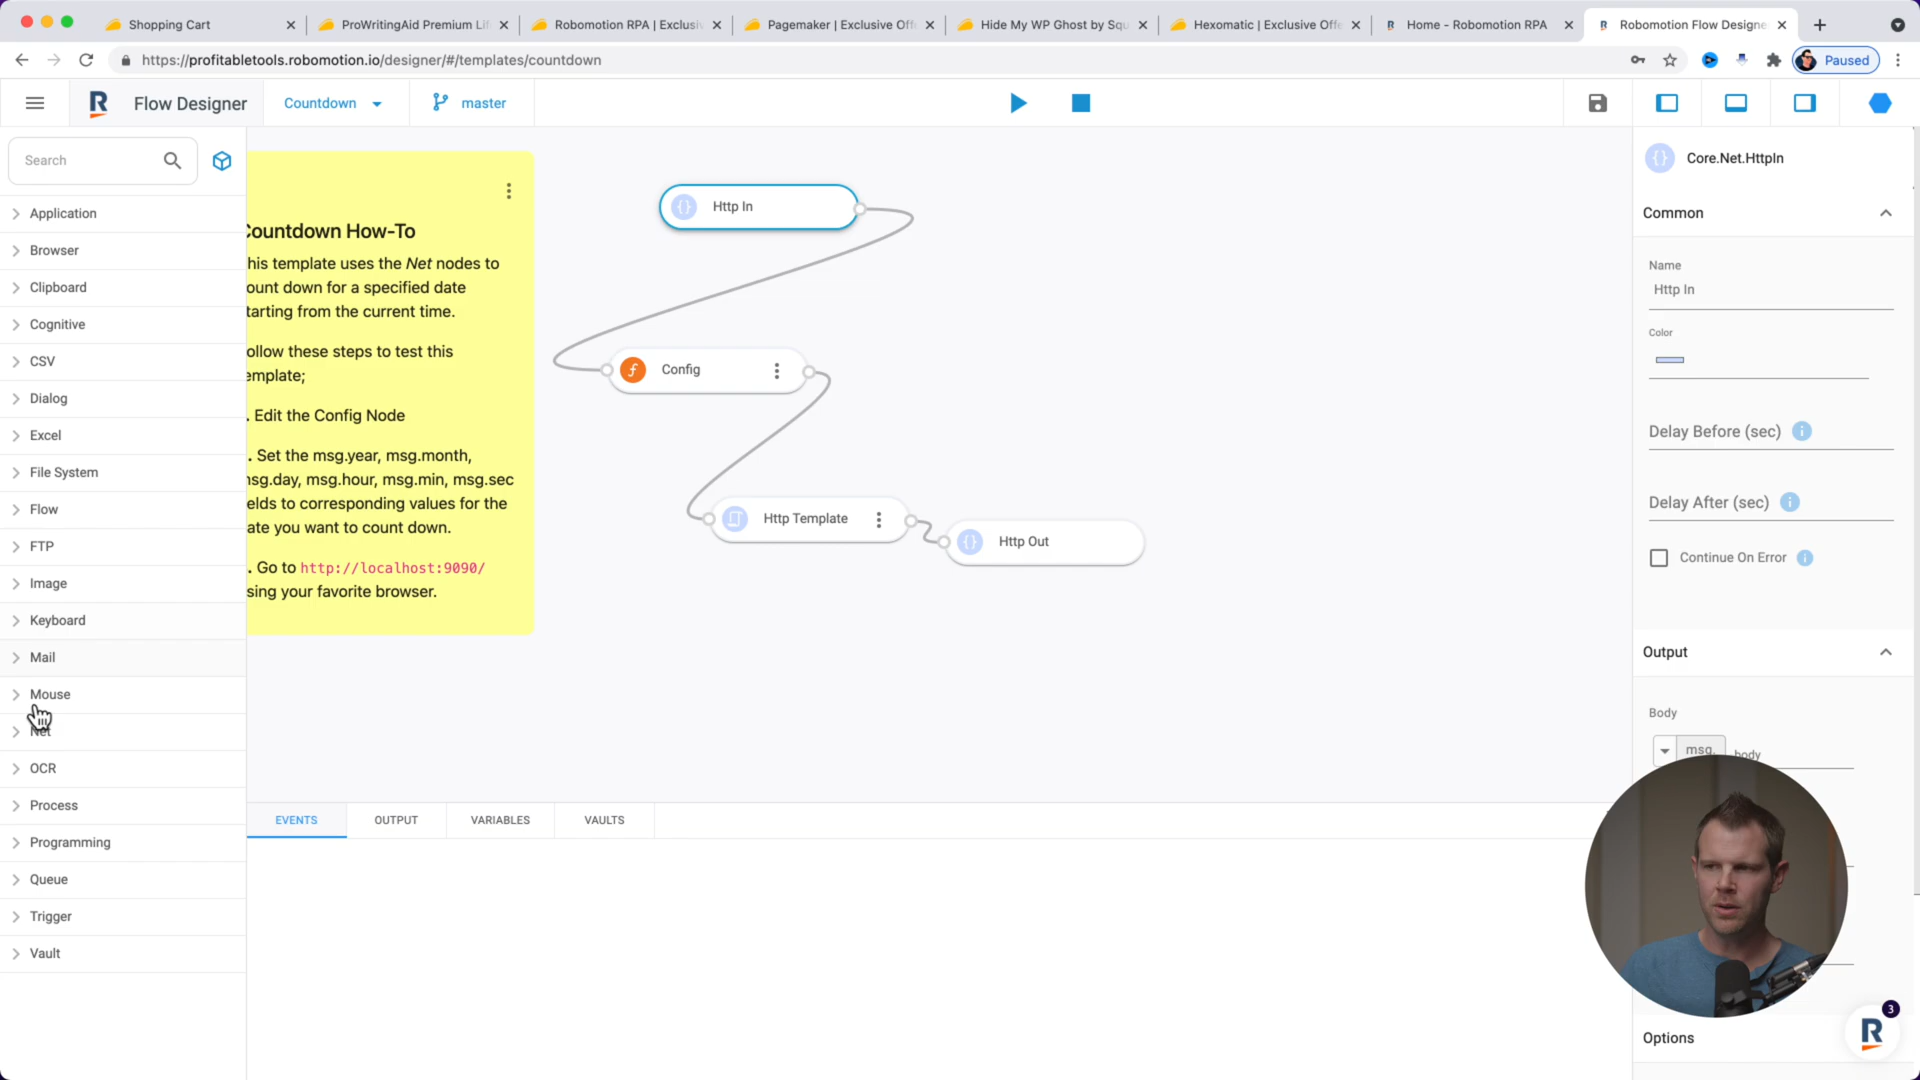 Shopping Cart
ProWritingAid Premium Li
Robomotion RPA | Exclusiv
Pagemaker | Exclusive Off
Hide My WP Ghost by Squ
Hexomatic | Exclusive Offe
Home - Robomotion RPA
Robomotion Flow Designe
https://profitabletools.robomotion.io/designer/#/templates/countdown
Paused
Flow Designer
Countdown
master
Search
Application
Browser
Clipboard
Cognitive
CSV
Dialog
Excel
File System
Flow
FTP
Image
Keyboard
Mail
Mouse
Net
OCR
Process
Programming
Queue
Trigger
Vault
Countdown How-To
his template uses the Net nodes to
ount down for a specified date
tarting from the current time.
ollow these steps to test this
emplate;
. Edit the Config Node
. Set the msg.year, msg.month,
nsg.day, msg.hour, msg.min, msg.sec
elds to corresponding values for the
ate you want to count down.
. Go to http://localhost:9090/
sing your favorite browser.
Http In
Config
Http Template
Http Out
EVENTS
OUTPUT
VARIABLES
VAULTS
Core.Net.HttpIn
Common
Name
Http In
Color
Delay Before (sec)
Delay After (sec)
Continue On Error
Output
Body
msg. body
Options
3